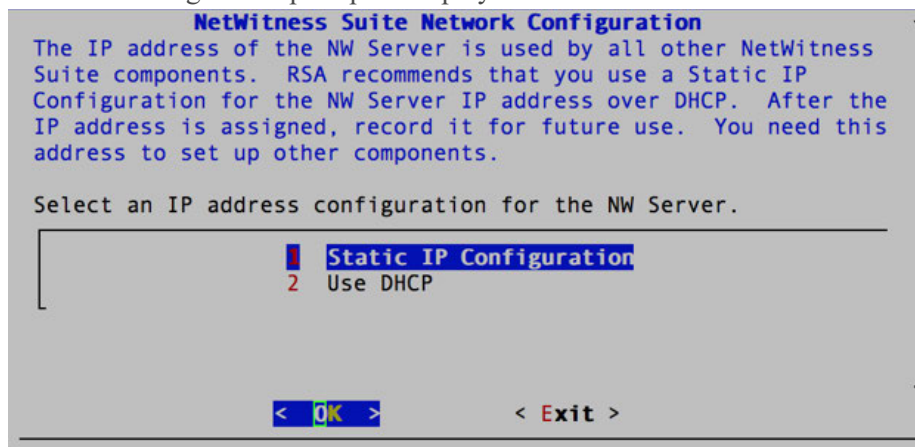 NetWitness Suite Network Configuration
The IP address of the NW Server is used by all other NetWitness
Suite components.  RSA recommends that you use a Static IP
Configuration for the NW Server IP address over DHCP.  After the
IP address is assigned, record it for future use.  You need this
address to set up other components.
Select an IP address configuration for the NW Server.
1 Static IP Configuration
2 Use DHCP
< OK > < Exit >